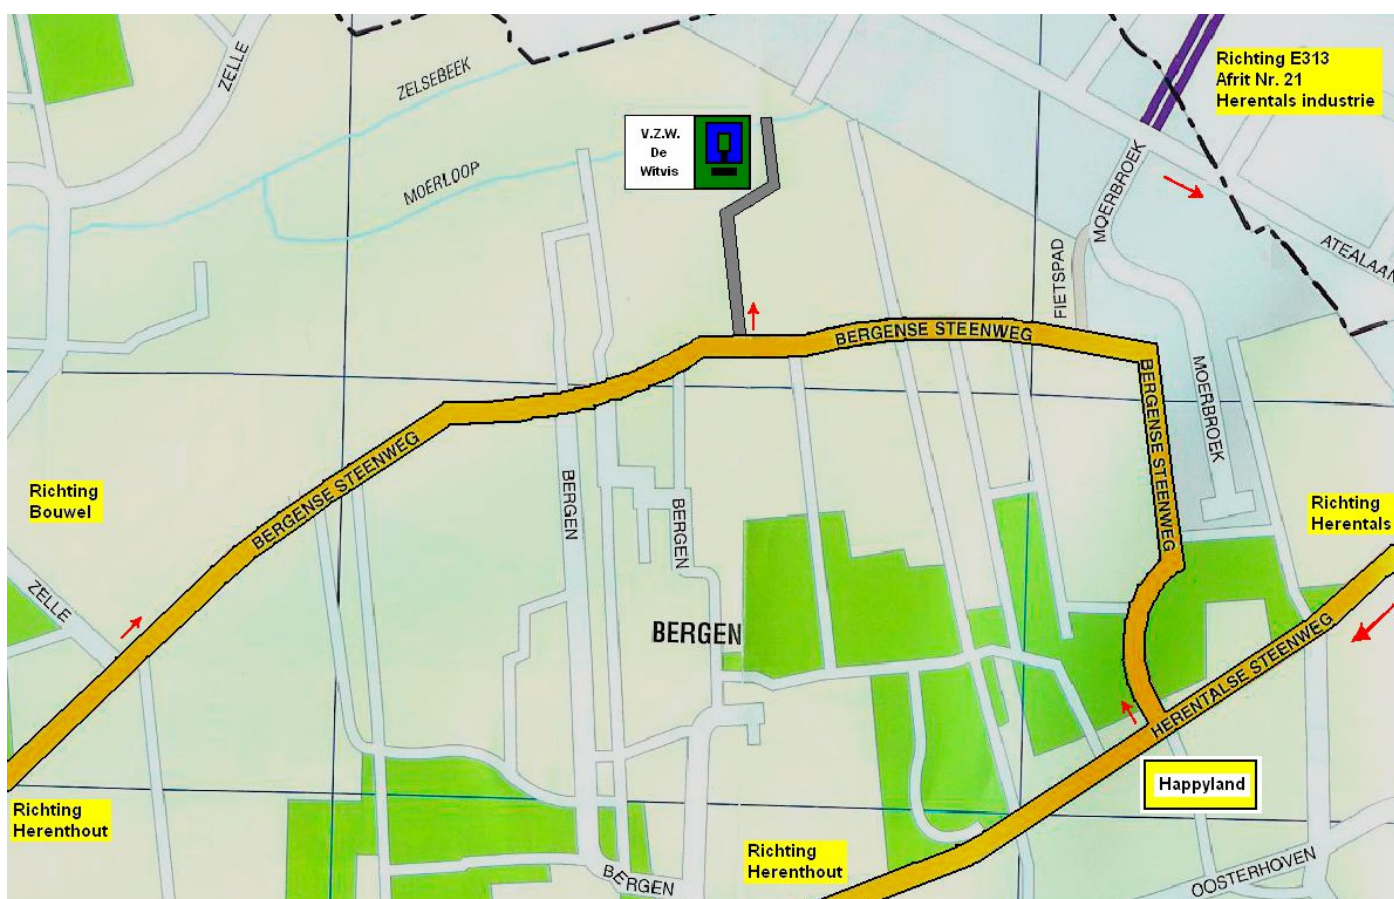 ZELLE
ZELSEBEEK
MOERLOOP
V.Z.W.
De
Witvis
Richting E313
Afrit Nr. 21
Herentals industrie
MOERBROEK
FIETSPAD
ATEALAAN
BERGENSE STEENWEG
BERGENSE STEENWEG
MOERBROEK
BERGENSE STEENWEG
Richting
Bouwel
BERGEN
BERGEN
Richting
Herentals
ZELLE
BERGEN
HERENTALSE STEENWEG
Happyland
Richting
Herenthout
Richting
Herenthout
BERGEN
OOSTERHOVEN